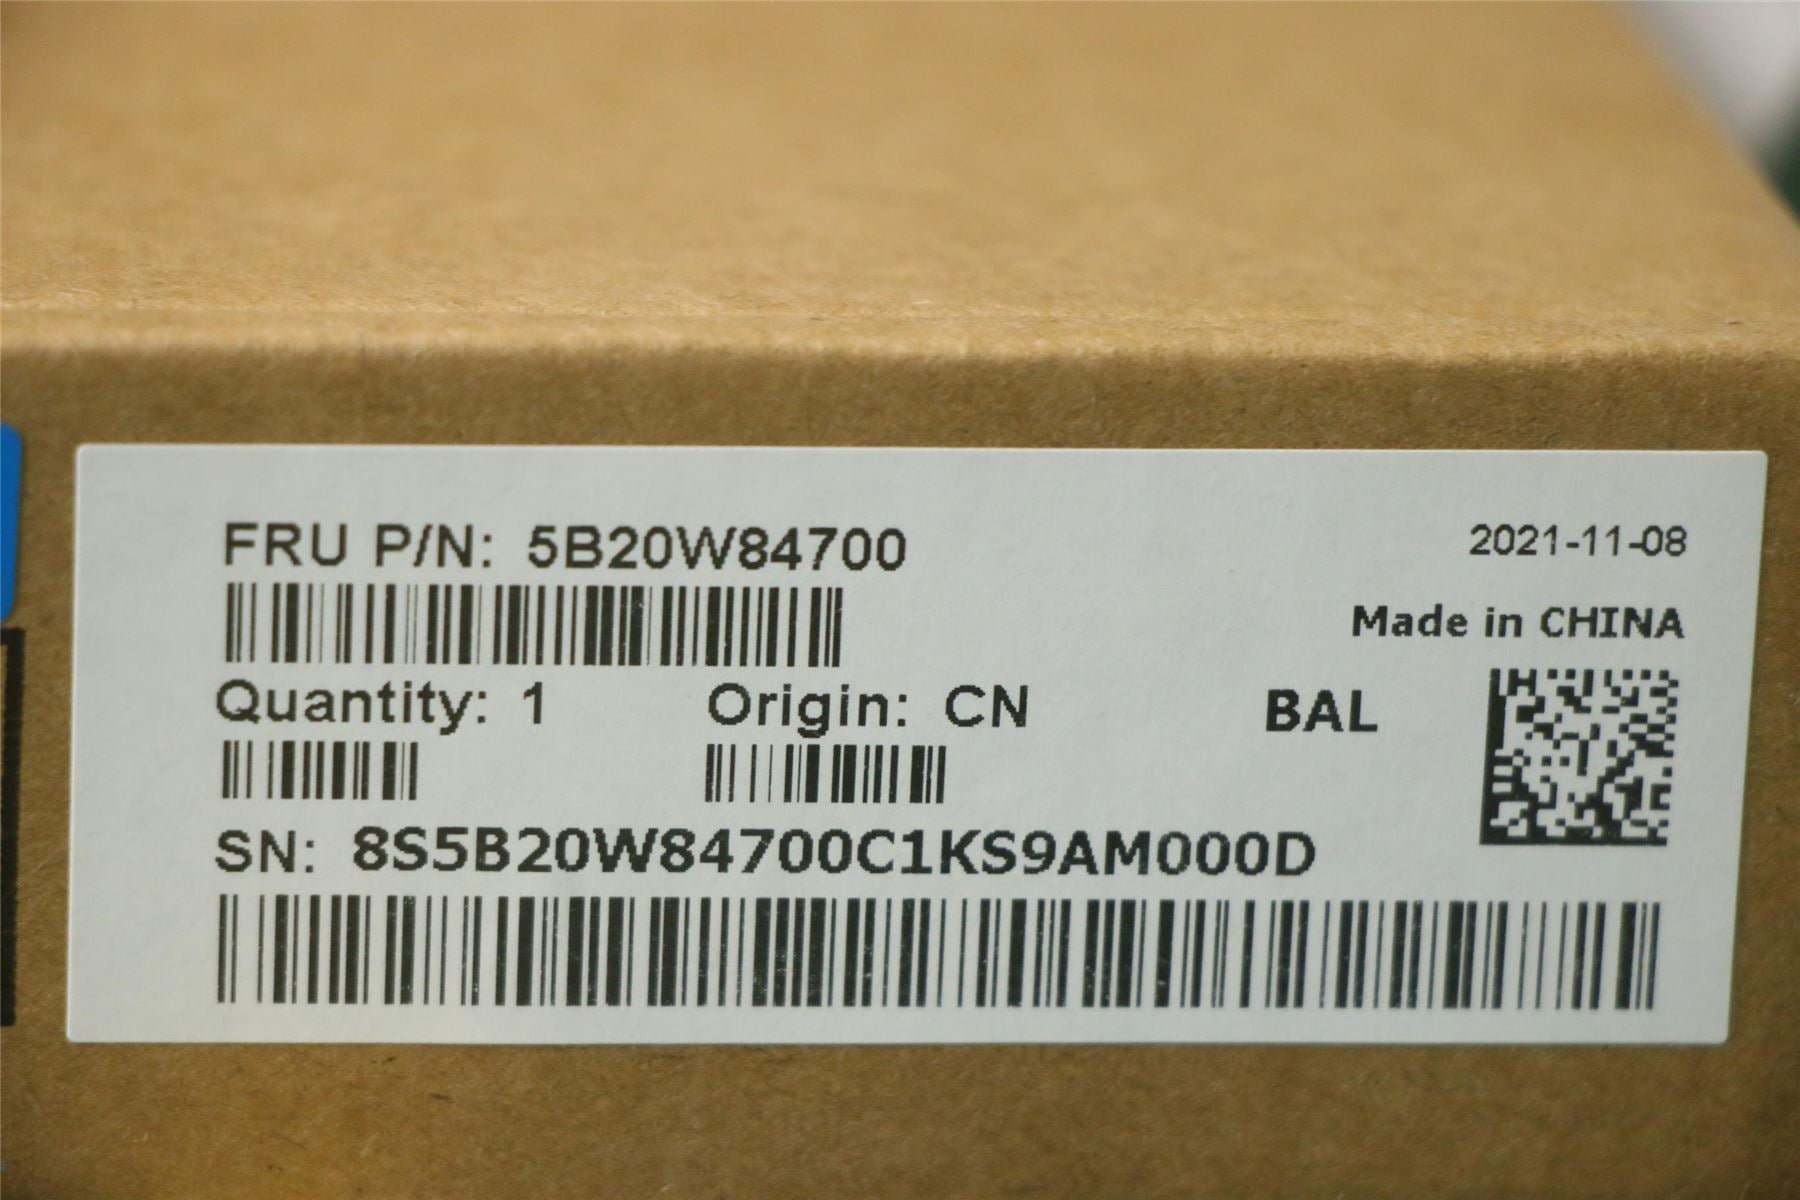 FRU P/N: 5B20W84700
2021-11-08
Made in CHINA
Quantity: 1 Origin: CN BAL
SN: 8S5B20W84700C1KS9AM000D